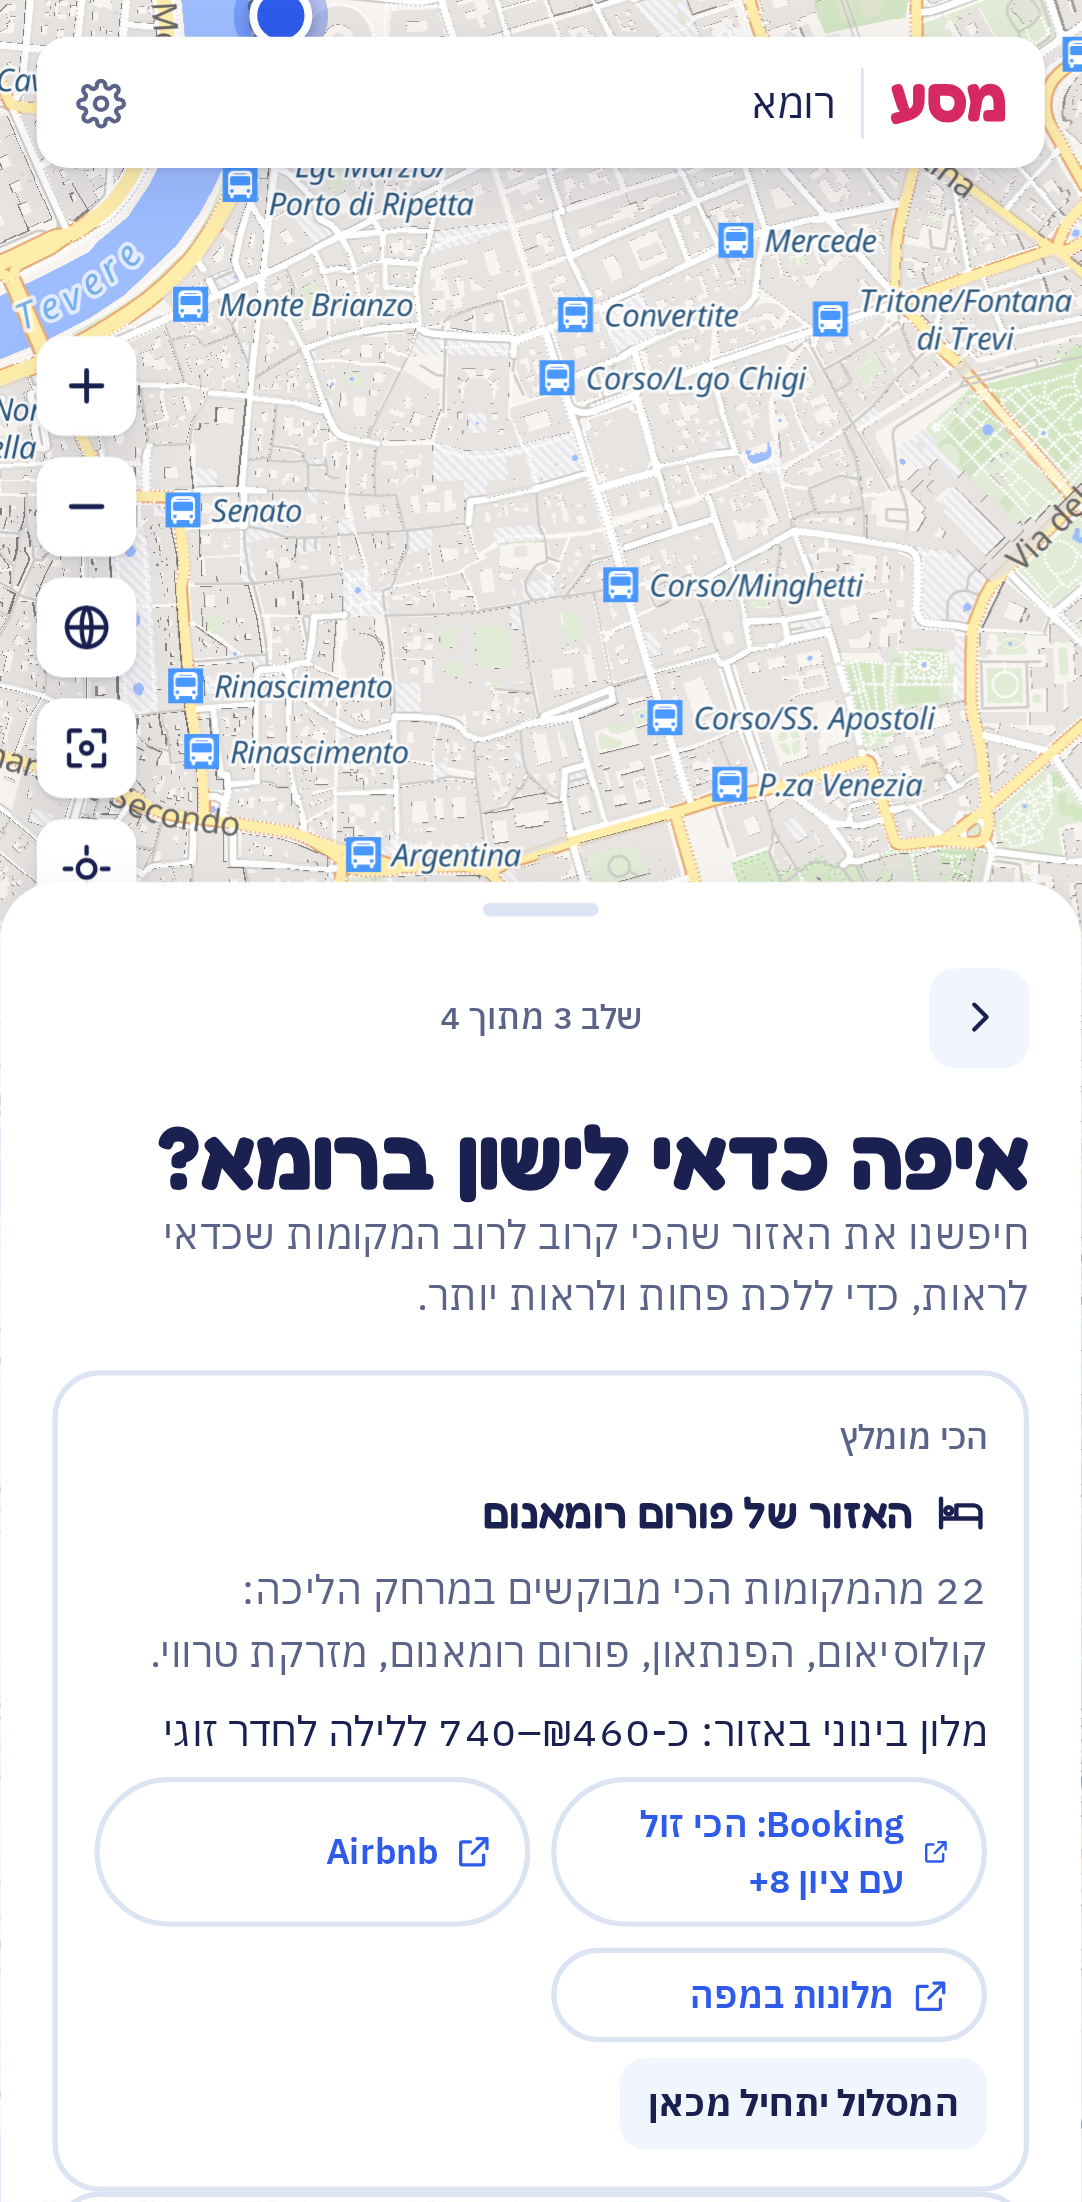 מסע
רומא
Porto di Ripetta
Mercede
Tevere
Monte Brianzo
Convertite
Tritone/Fontana
di Trevi
Corso/L.go Chigi
Senato
Via del
Corso/Minghetti
Rinascimento
Corso/SS. Apostoli
Rinascimento
P.za Venezia
Secondo
Argentina
שלב 3 מתוך 4
איפה כדאי לישון ברומא?
חיפשנו את האזור שהכי קרוב לרוב המקומות שכדאי
לראות, כדי ללכת פחות ולראות יותר.
הכי מומלץ
האזור של פורום רומאנום
22 מהמקומות הכי מבוקשים במרחק הליכה:
קולוסיאום, הפנתאון, פורום רומאנום, מזרקת טרווי.
מלון בינוני באזור: כ-460₪–740 ללילה לחדר זוגי
Booking: הכי זול
עם ציון 8+
Airbnb
מלונות במפה
המסלול יתחיל מכאן